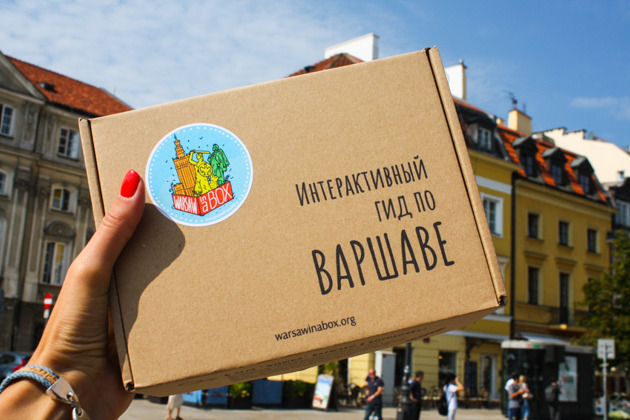 WARSAW
IN A
BOX
Интерактивный
гид по
ВАРШАВЕ
warsawinabox.org